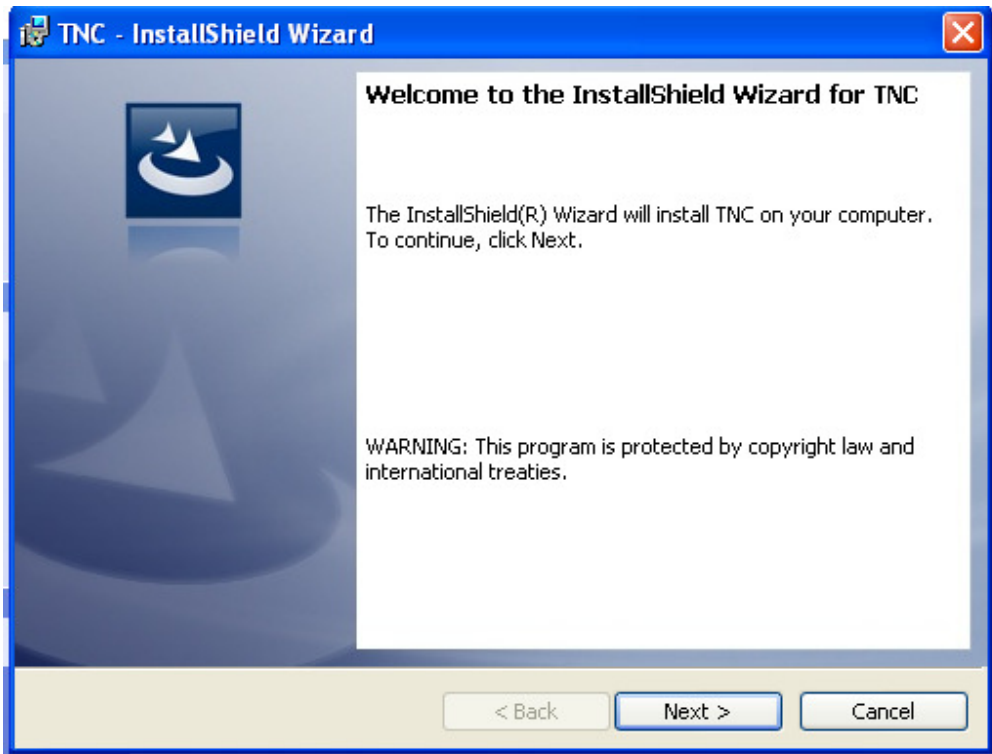 TNC - InstallShield Wizard
Welcome to the InstallShield Wizard for TNC
The InstallShield(R) Wizard will install TNC on your computer.
To continue, click Next.
WARNING: This program is protected by copyright law and
international treaties.
< Back Next > Cancel